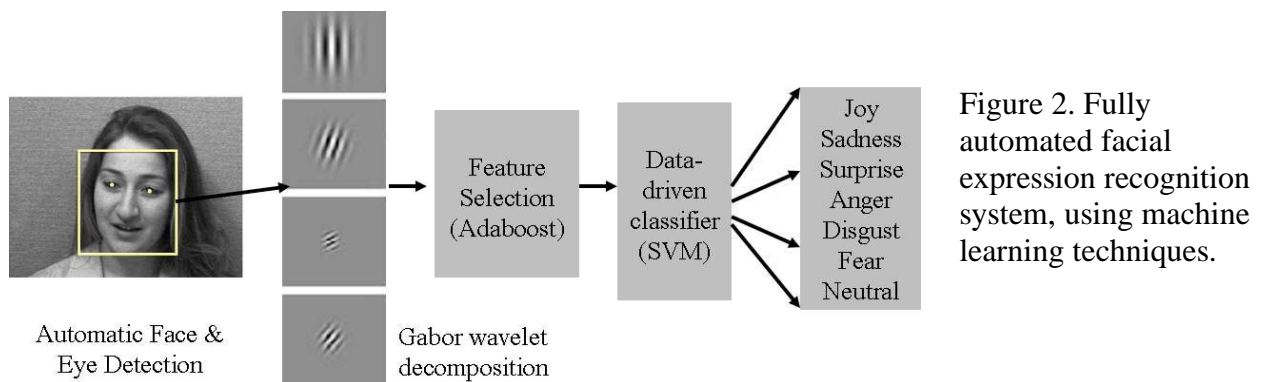 Automatic Face &
Eye Detection
Gabor wavelet
decomposition
Feature
Selection
(Adaboost)
Data-
driven
classifier
(SVM)
Joy
Sadness
Surprise
Anger
Disgust
Fear
Neutral
Figure 2. Fully
automated facial
expression recognition
system, using machine
learning techniques.